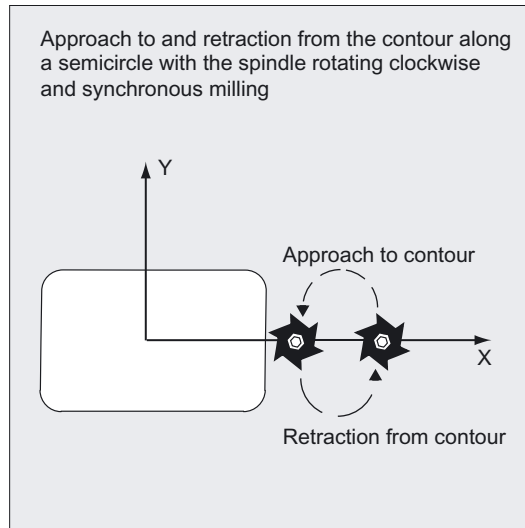 Approach to and retraction from the contour along
a semicircle with the spindle rotating clockwise
and synchronous milling
Y
Approach to contour
X
Retraction from contour